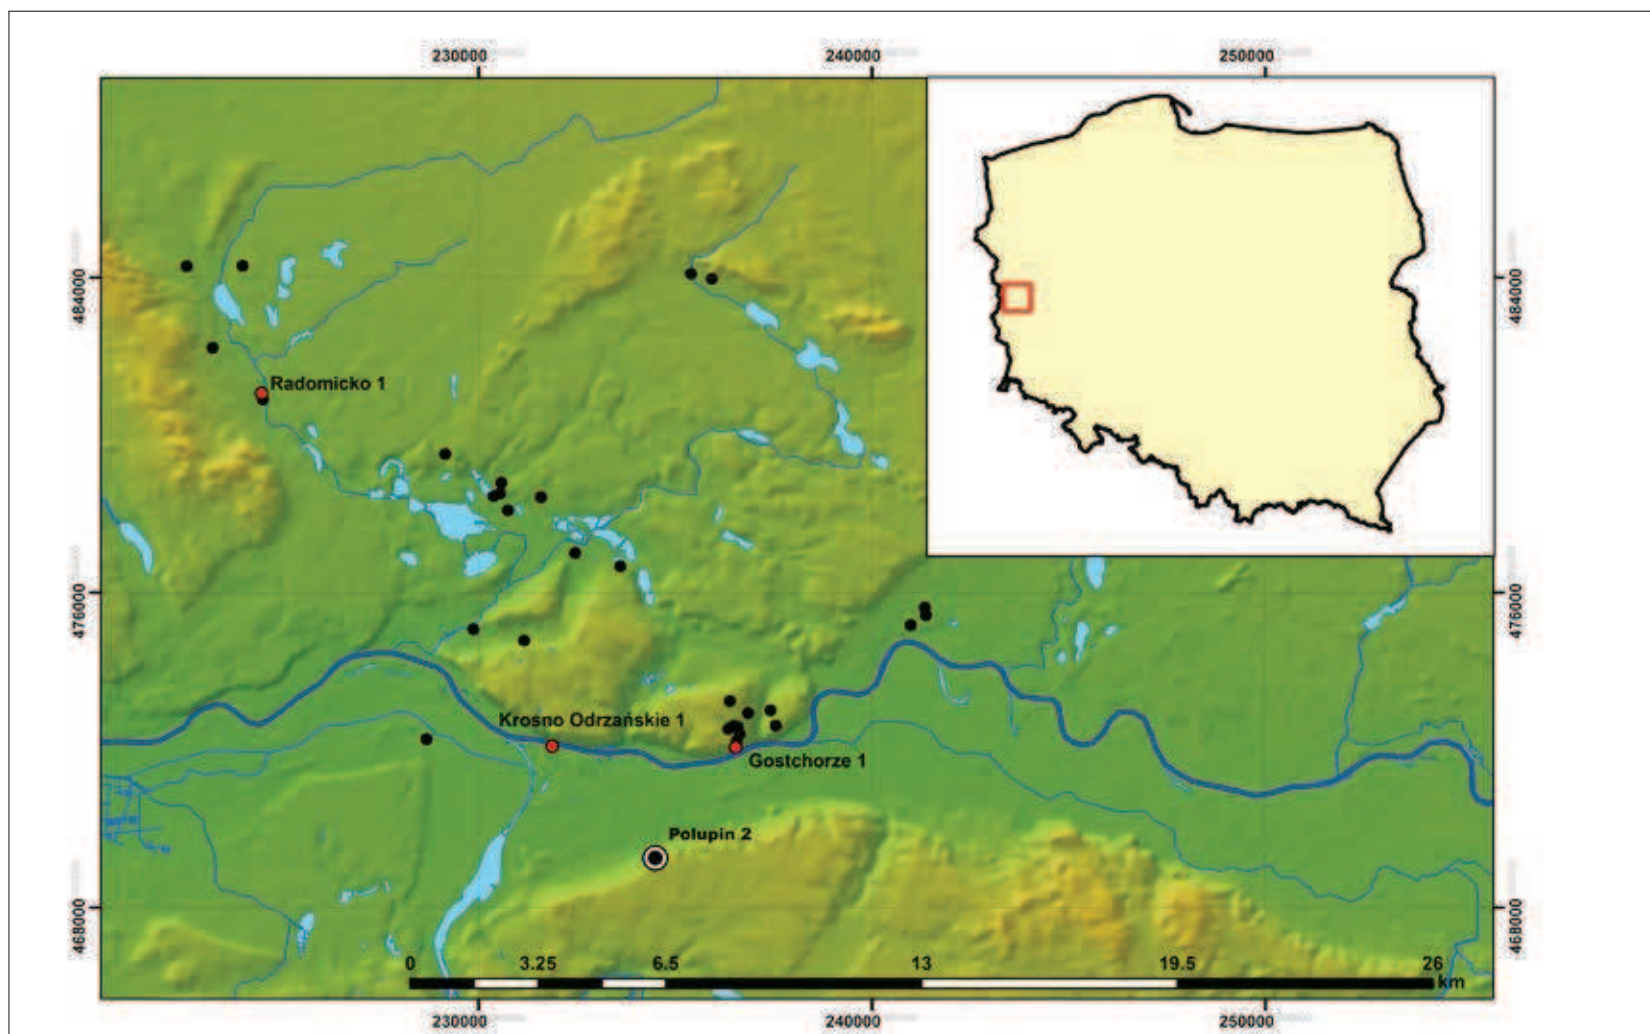 230000 240000 250000
484000 484000
Radomicko 1
476000 476000
Krosno Odrzańskie 1
Gostchorze 1
Połupin 2
468000 468000
0 3.25 6.5 13 19.5 26
km
230000 240000 250000